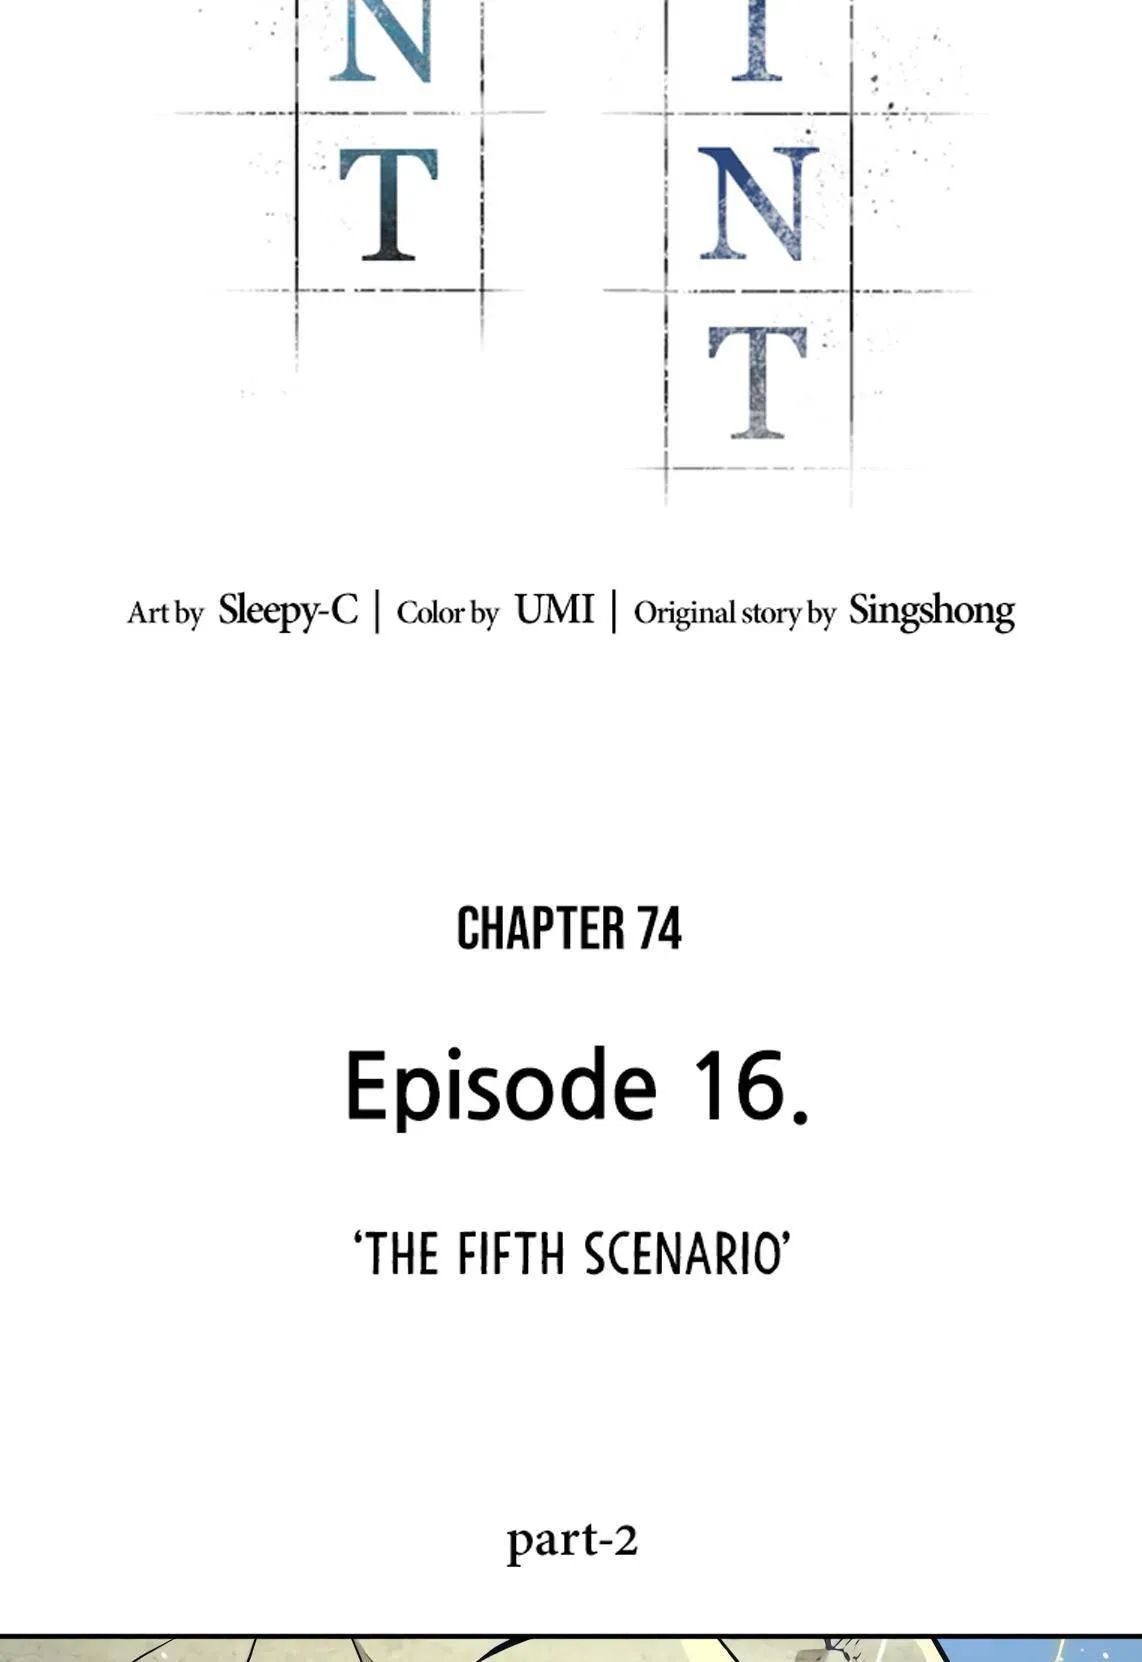 N
T
I
N
T
Art by Sleepy-C | Color by UMI | Original story by Singshong
CHAPTER 74
Episode 16.
‘THE FIFTH SCENARIO’
part-2